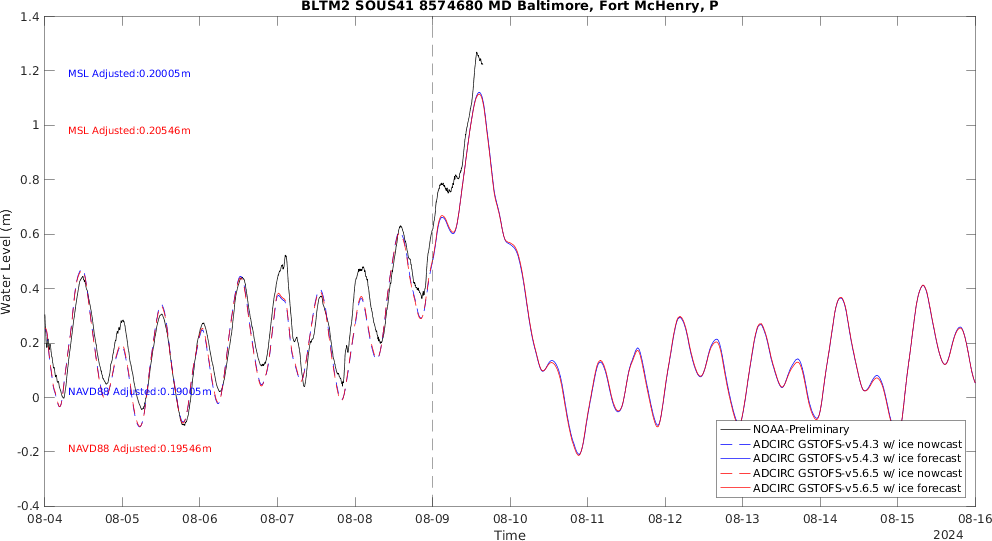 BLTM2 SOUS41 8574680 MD Baltimore, Fort McHenry, P
1.4
1.2
1
0.8
0.6
0.4
0.2
0
-0.2
-0.4
Water Level (m)
MSL Adjusted:0.20005m
MSL Adjusted:0.20546m
NAVD88 Adjusted:0.19005m
NAVD88 Adjusted:0.19546m
NOAA-Preliminary
ADCIRC GSTOFS-v5.4.3 w/ ice nowcast
ADCIRC GSTOFS-v5.4.3 w/ ice forecast
ADCIRC GSTOFS-v5.6.5 w/ ice nowcast
ADCIRC GSTOFS-v5.6.5 w/ ice forecast
08-04 08-05 08-06 08-07 08-08 08-09 08-10 08-11 08-12 08-13 08-14 08-15 08-16
Time
2024